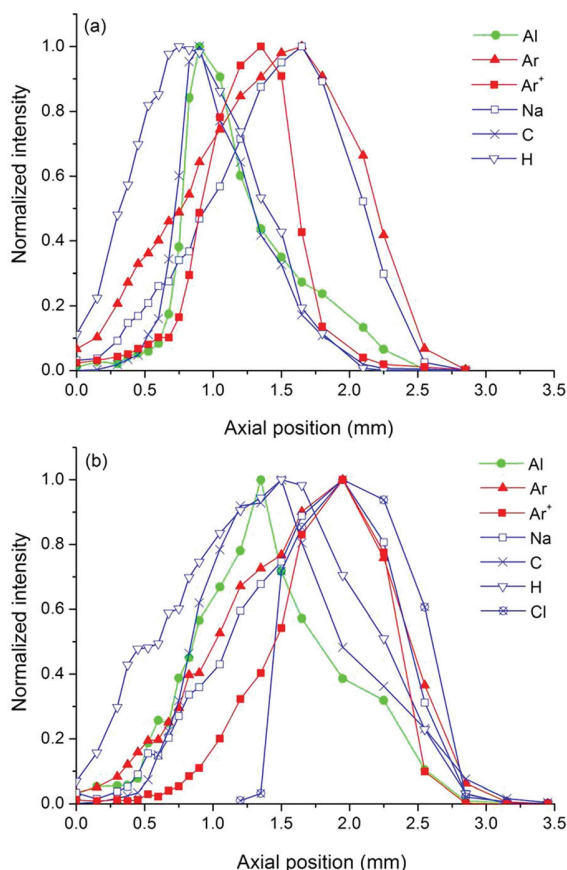 (a)
Al
Ar
Ar⁺
Na
C
H
Normalized intensity
1.0
0.8
0.6
0.4
0.2
0.0
0.0 0.5 1.0 1.5 2.0 2.5 3.0 3.5
Axial position (mm)
(b)
Al
Ar
Ar⁺
Na
C
H
Cl
Normalized intensity
1.0
0.8
0.6
0.4
0.2
0.0
0.0 0.5 1.0 1.5 2.0 2.5 3.0 3.5
Axial position (mm)